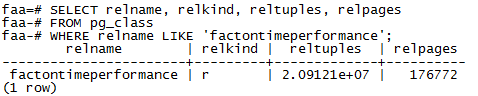 faa=# SELECT relname, relkind, reltuples, relpages
faa-# FROM pg_class
faa-# WHERE relname LIKE 'factontimeperformance';
        relname        | relkind |  reltuples  | relpages
-----------------------+---------+-------------+----------
 factontimeperformance | r       | 2.09121e+07 |   176772
(1 row)